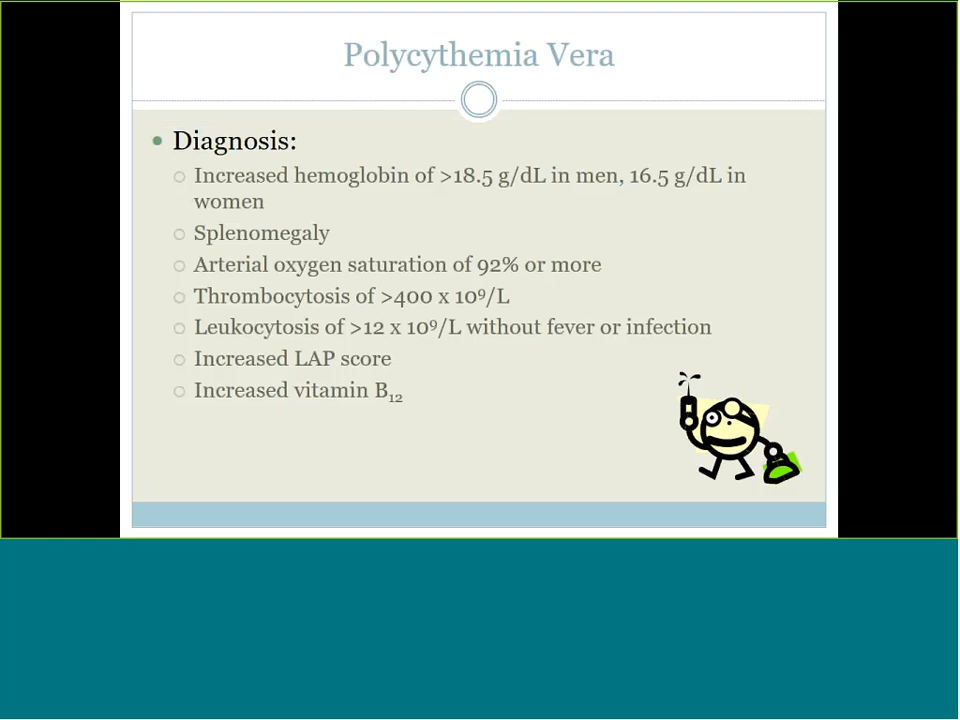 Polycythemia Vera
Diagnosis:
Increased hemoglobin of >18.5 g/dL in men, 16.5 g/dL in
women
Splenomegaly
Arterial oxygen saturation of 92% or more
Thrombocytosis of >400 x 10⁹/L
Leukocytosis of >12 x 10⁹/L without fever or infection
Increased LAP score
Increased vitamin B₁₂